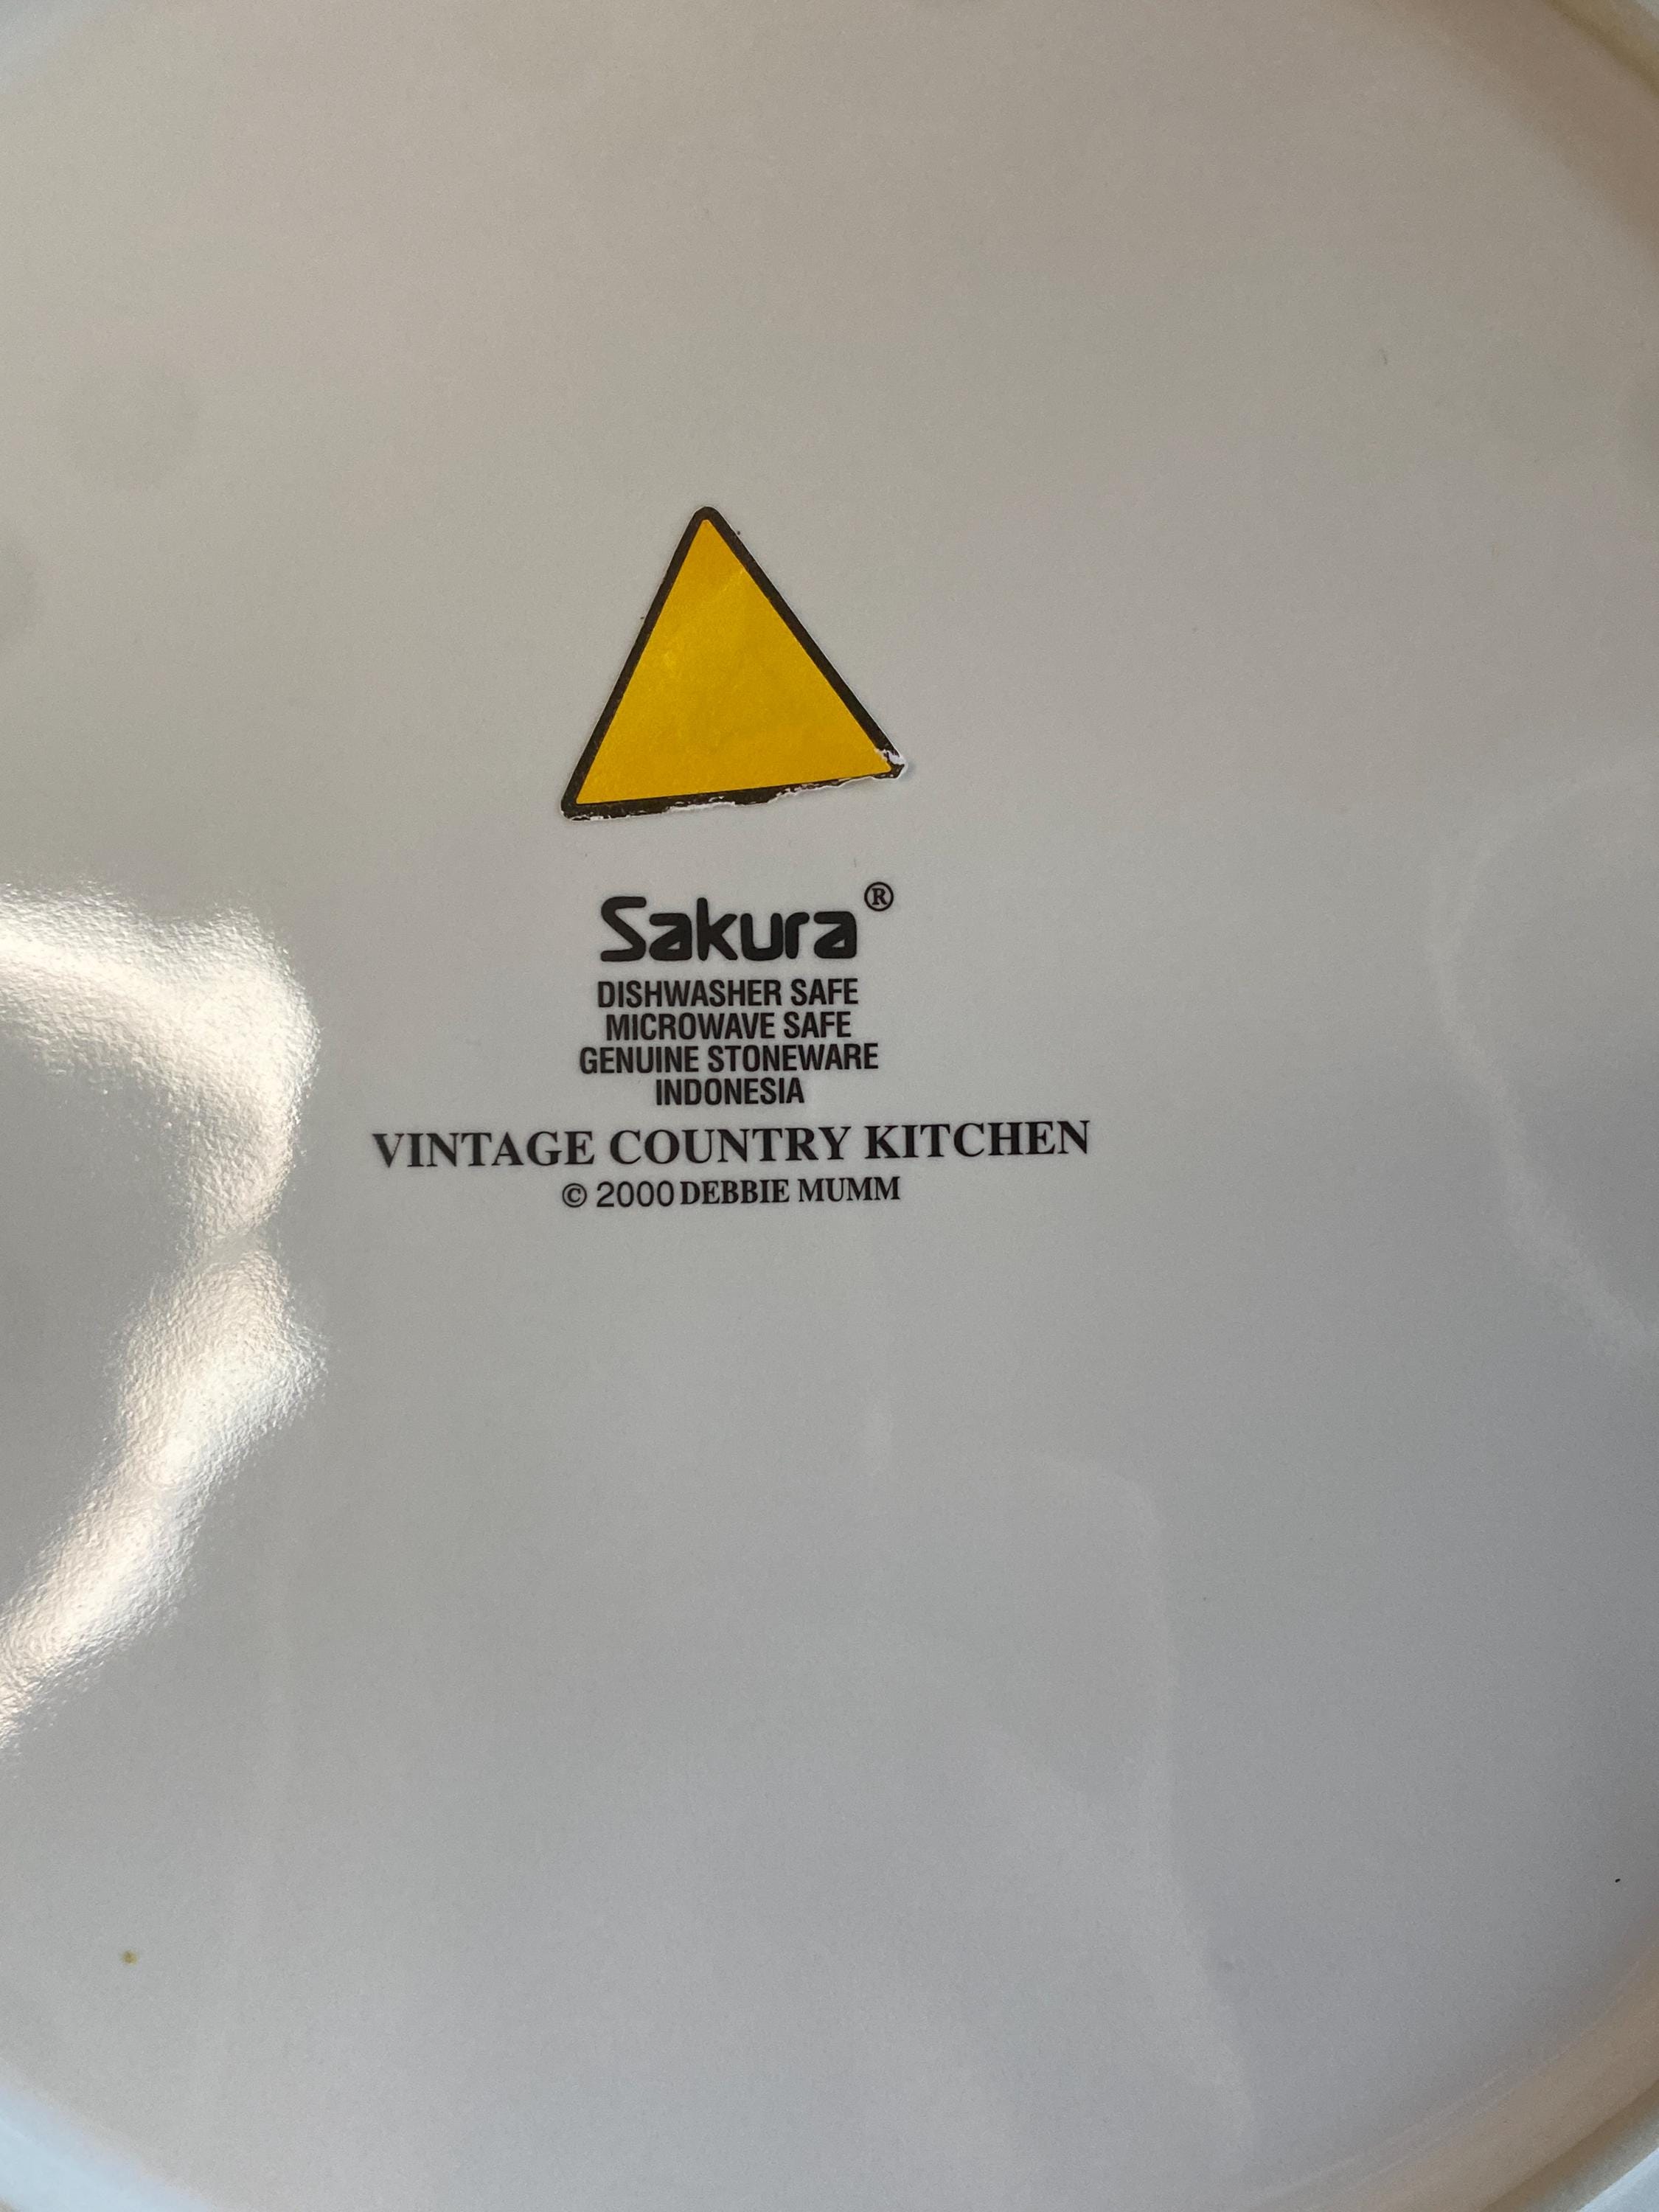 Sakura®
DISHWASHER SAFE
MICROWAVE SAFE
GENUINE STONEWARE
INDONESIA
VINTAGE COUNTRY KITCHEN
© 2000 DEBBIE MUMM